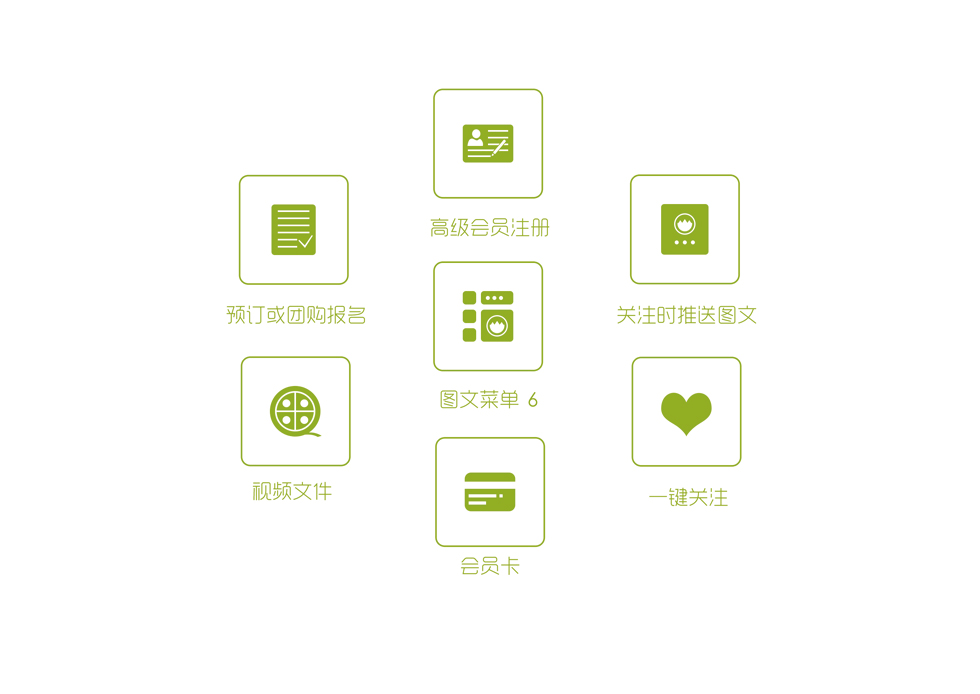 高级会员注册
预订或团购报名
关注时推送图文
图文菜单 6
视频文件
一键关注
会员卡